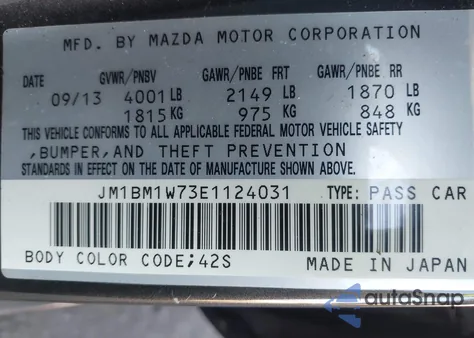 MFD. BY MAZDA MOTOR CORPORATION
DATE GVWR/PNBV GAWR/PNBE FRT GAWR/PNBE RR
09/13 4001 LB 2149 LB 1870 LB
1815 KG 975 KG 848 KG
THIS VEHICLE CONFORMS TO ALL APPLICABLE FEDERAL MOTOR VEHICLE SAFETY
,BUMPER,AND THEFT PREVENTION
STANDARDS IN EFFECT ON THE DATE OF MANUFACTURE SHOWN ABOVE.
JM1BM1W73E1124031 TYPE: PASS CAR
BODY COLOR CODE;42S MADE IN JAPAN
autoSnap